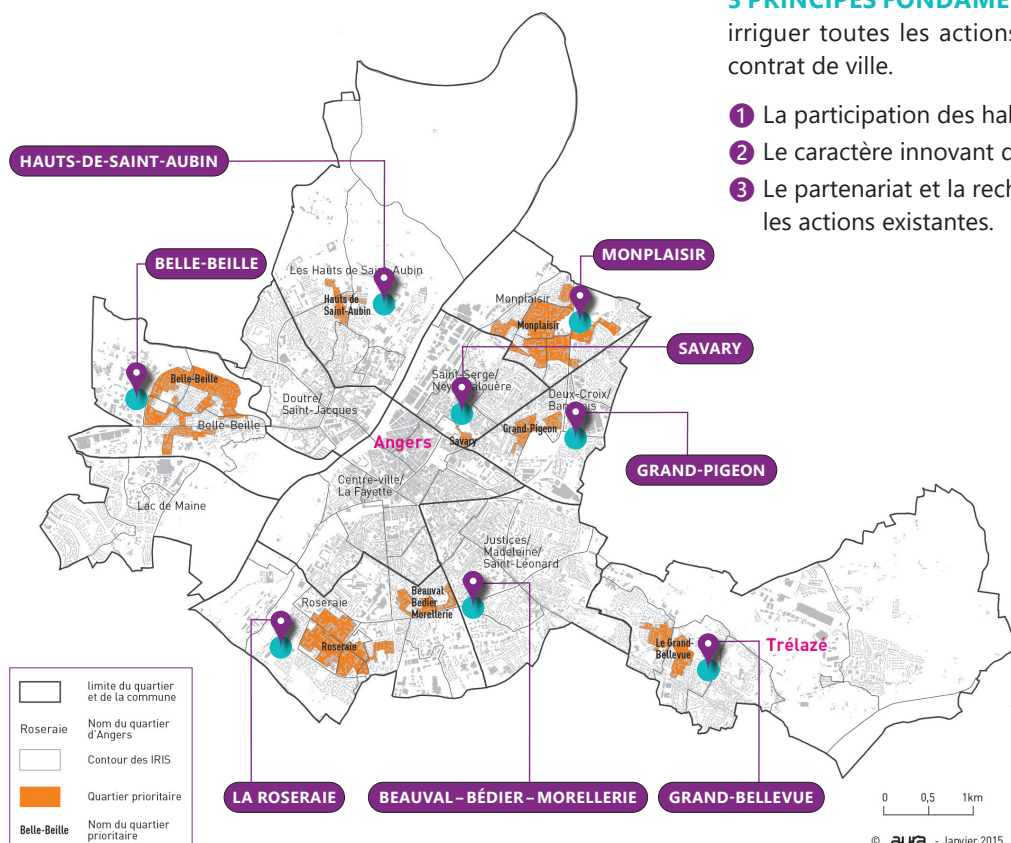 3 PRINCIPES FONDAME
irriguer toutes les actions
contrat de ville.
1 La participation des hal
2 Le caractère innovant d
3 Le partenariat et la rech
les actions existantes.
HAUTS-DE-SAINT-AUBIN
BELLE-BEILLE
MONPLAISIR
SAVARY
GRAND-PIGEON
Les Hauts de Saint-Aubin
Hauts de
Saint-Aubin
Monplaisir
Monplaisir
Belle-Beille
Belle-Beille
Doutre/
Saint-Jacques
Saint-Serge/
Deux-Croix/
Grand-Pigeon
Savary
Angers
Centre-ville/
La Fayette
Lac de Maine
Justices/
Madeleine/
Saint-Léonard
Roseraie
Roseraie
Beauval
Bédier
Morellerie
Le Grand-
Bellevue
Trélazé
limite du quartier
et de la commune
Roseraie
Nom du quartier
d'Angers
Contour des IRIS
Quartier prioritaire
Belle-Beille
Nom du quartier
prioritaire
LA ROSERAIE
BEAUVAL–BÉDIER–MORELLERIE
GRAND-BELLEVUE
0 0,5 1km
© aura - Janvier 2015